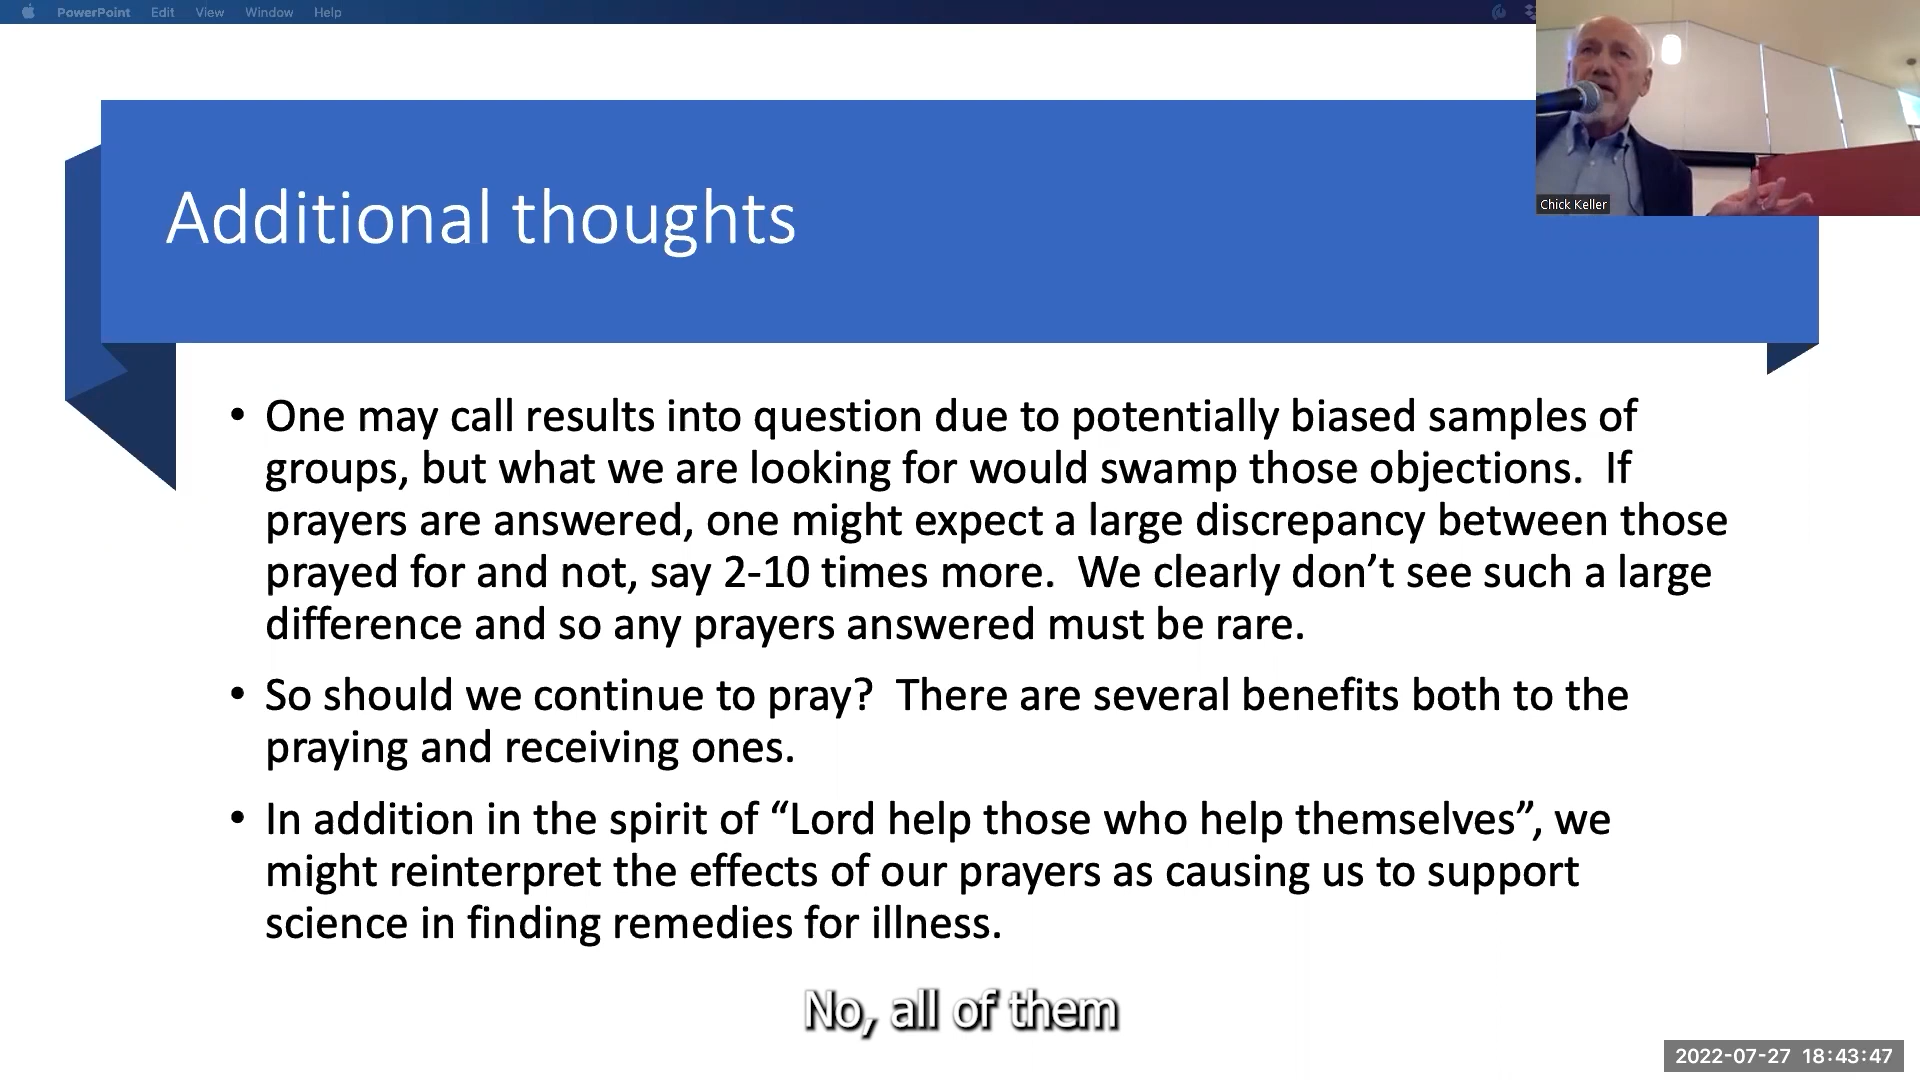 PowerPoint Edit View Window Help
Chick Keller
Additional thoughts
• One may call results into question due to potentially biased samples of
groups, but what we are looking for would swamp those objections.  If
prayers are answered, one might expect a large discrepancy between those
prayed for and not, say 2-10 times more.  We clearly don’t see such a large
difference and so any prayers answered must be rare.
• So should we continue to pray?  There are several benefits both to the
praying and receiving ones.
• In addition in the spirit of “Lord help those who help themselves”, we
might reinterpret the effects of our prayers as causing us to support
science in finding remedies for illness.
No, all of them
2022-07-27 18:43:47